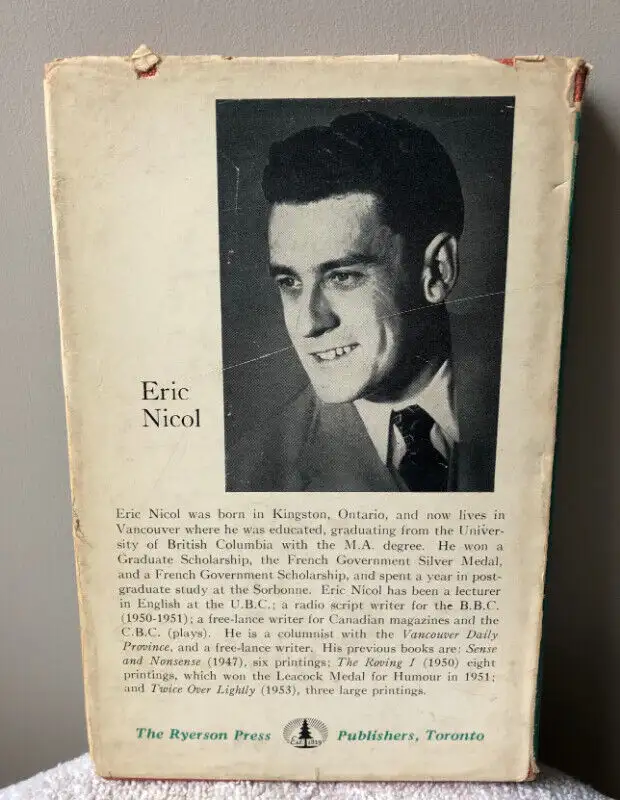 Eric
Nicol
Eric Nicol was born in Kingston, Ontario, and now lives in
Vancouver where he was educated, graduating from the Univer-
sity of British Columbia with the M.A. degree. He won a
Graduate Scholarship, the French Government Silver Medal,
and a French Government Scholarship, and spent a year in post-
graduate study at the Sorbonne. Eric Nicol has been a lecturer
in English at the U.B.C.; a radio script writer for the B.B.C.
(1950-1951); a free-lance writer for Canadian magazines and the
C.B.C. (plays). He is a columnist with the Vancouver Daily
Province, and a free-lance writer. His previous books are: Sense
and Nonsense (1947), six printings; The Roving I (1950) eight
printings, which won the Leacock Medal for Humour in 1951;
and Twice Over Lightly (1953), three large printings.
The Ryerson Press Est. 1829 Publishers, Toronto